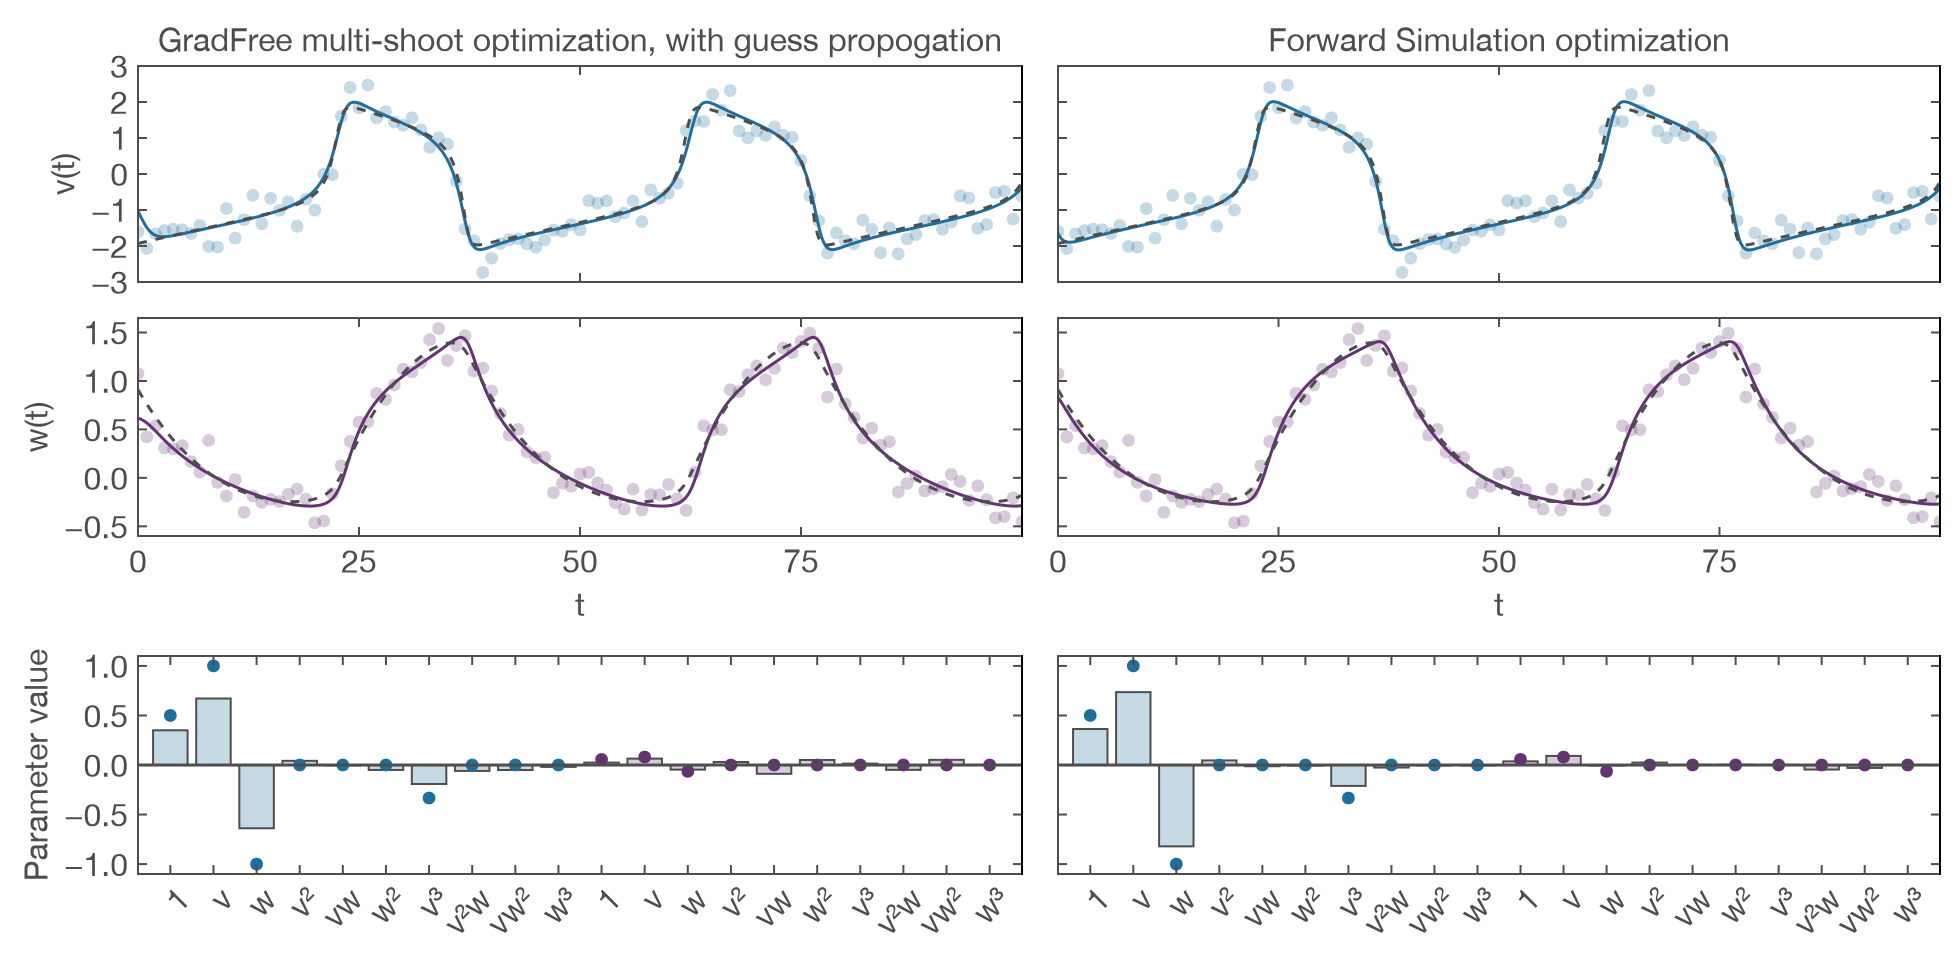 GradFree multi-shoot optimization, with guess propogation
Forward Simulation optimization
v(t)
3
2
1
0
−1
−2
−3
w(t)
1.5
1.0
0.5
0.0
−0.5
0 25 50 75
0 25 50 75
t
t
Parameter value
1.0
0.5
0.0
−0.5
−1.0
1 V W V² VW W² V³ V²W VW² W³ 1 V W V² VW W² V³ V²W VW² W³
1 V W V² VW W² V³ V²W VW² W³ 1 V W V² VW W² V³ V²W VW² W³